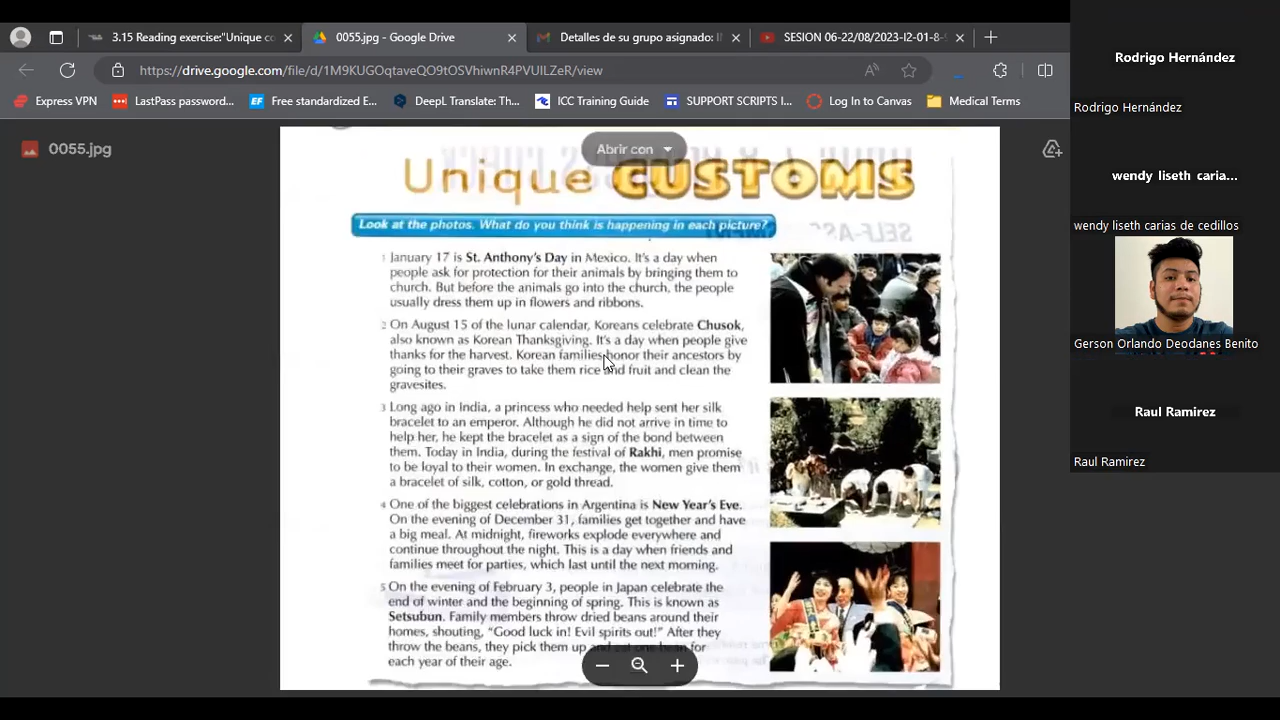 3.15 Reading exercise:"Unique co
0055.jpg - Google Drive
Detalles de su grupo asignado: I
SESION 06-22/08/2023-I2-01-8-
https://drive.google.com/file/d/1M9KUGOqtaveQO9tOSVhiwnR4PVUILZeR/view
Express VPN
LastPass password...
Free standardized E...
DeepL Translate: Th...
ICC Training Guide
SUPPORT SCRIPTS I...
Log In to Canvas
Medical Terms
0055.jpg
Abrir con
Unique CUSTOMS
Look at the photos. What do you think is happening in each picture?
1 January 17 is St. Anthony's Day in Mexico. It's a day when
people ask for protection for their animals by bringing them to
church. But before the animals go into the church, the people
usually dress them up in flowers and ribbons.
2 On August 15 of the lunar calendar, Koreans celebrate Chusok,
also known as Korean Thanksgiving. It's a day when people give
thanks for the harvest. Korean families honor their ancestors by
going to their graves to take them rice and fruit and clean the
gravesites.
3 Long ago in India, a princess who needed help sent her silk
bracelet to an emperor. Although he did not arrive in time to
help her, he kept the bracelet as a sign of the bond between
them. Today in India, during the festival of Rakhi, men promise
to be loyal to their women. In exchange, the women give them
a bracelet of silk, cotton, or gold thread.
4 One of the biggest celebrations in Argentina is New Year's Eve.
On the evening of December 31, families get together and have
a big meal. At midnight, fireworks explode everywhere and
continue throughout the night. This is a day when friends and
families meet for parties, which last until the next morning.
5 On the evening of February 3, people in Japan celebrate the
end of winter and the beginning of spring. This is known as
Setsubun. Family members throw dried beans around their
homes, shouting, "Good luck in! Evil spirits out!" After they
throw the beans, they pick them up and eat one bean for
each year of their age.
Rodrigo Hernández
Rodrigo Hernández
wendy liseth caria...
wendy liseth carias de cedillos
Gerson Orlando Deodanes Benito
Raul Ramirez
Raul Ramirez